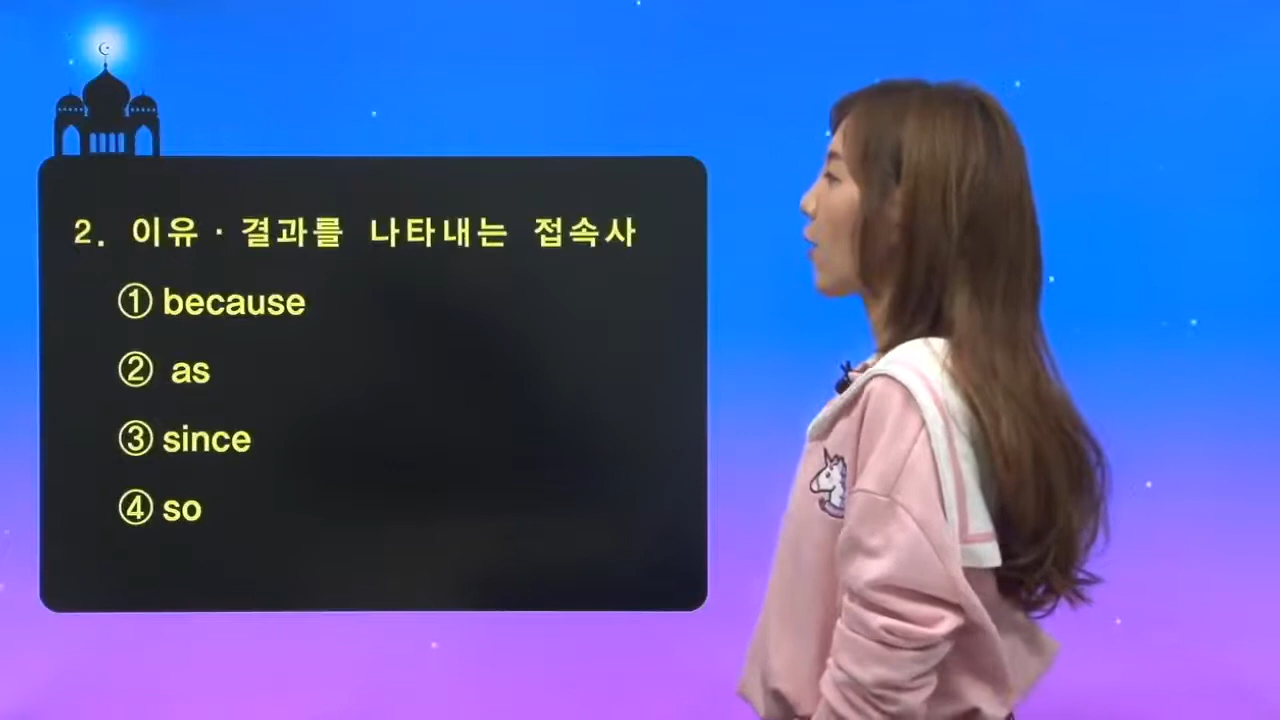 2. 이유 · 결과를 나타내는 접속사
① because
② as
③ since
④ so